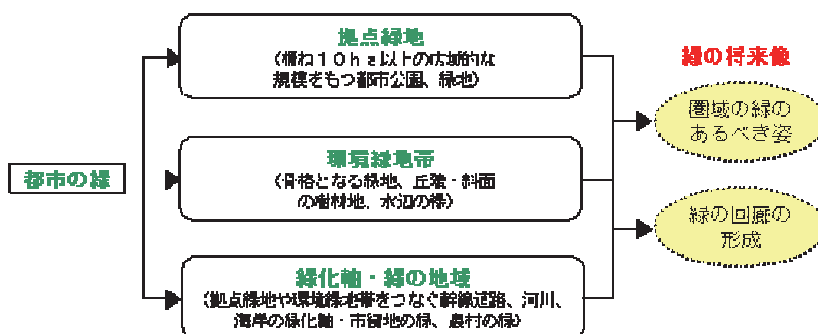 拠点緑地
(概ね10ha以上の広域的な
規模をもつ都市公園、緑地)
緑の将来像
圏域の緑の
あるべき姿
環境緑地帯
(骨格となる緑地、丘陵・斜面
の樹林地、水辺の緑)
都市の緑
緑の回廊の
形成
緑化軸・緑の地域
(拠点緑地や環境緑地帯をつなぐ幹線道路、河川、
海岸の緑化軸・市街地の緑、農村の緑)